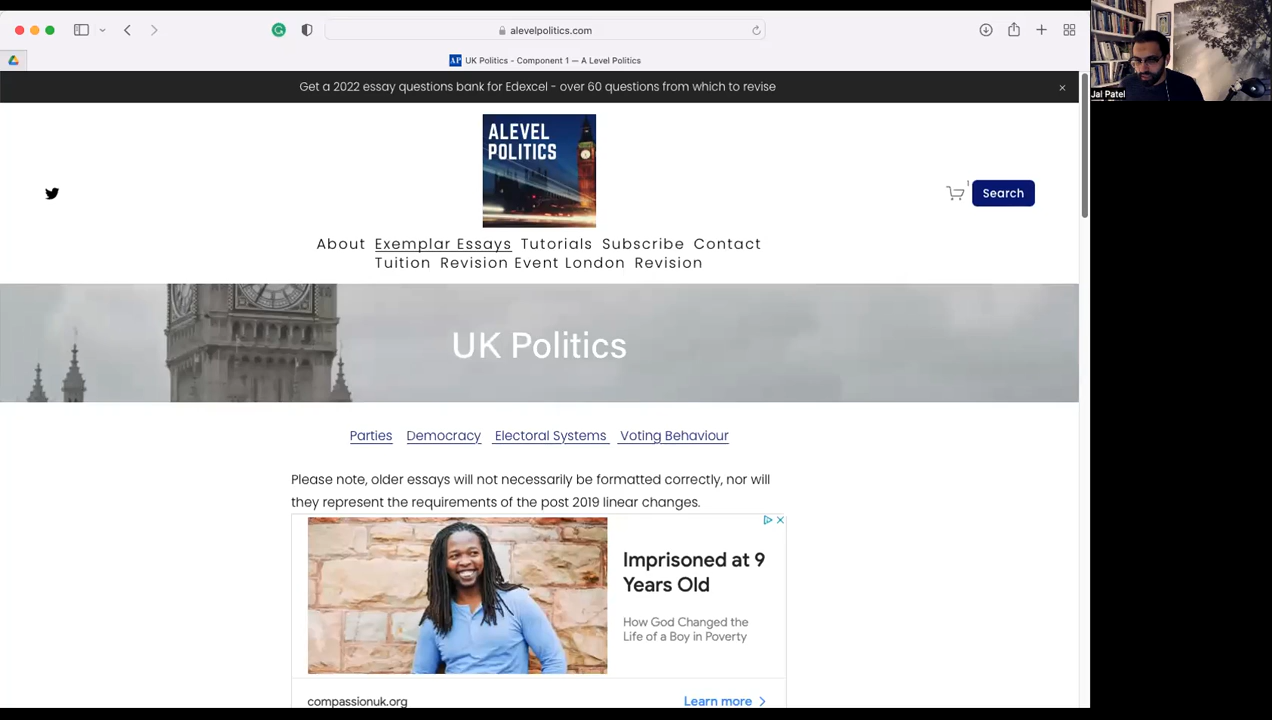 alevelpolitics.com
UK Politics - Component 1 — A Level Politics
Jai Patel
Get a 2022 essay questions bank for Edexcel - over 60 questions from which to revise
ALEVEL
POLITICS
1
Search
About Exemplar Essays Tutorials Subscribe Contact
Tuition Revision Event London Revision
UK Politics
Parties Democracy Electoral Systems Voting Behaviour
Please note, older essays will not necessarily be formatted correctly, nor will
they represent the requirements of the post 2019 linear changes.
Imprisoned at 9
Years Old
How God Changed the
Life of a Boy in Poverty
compassionuk.org
Learn more